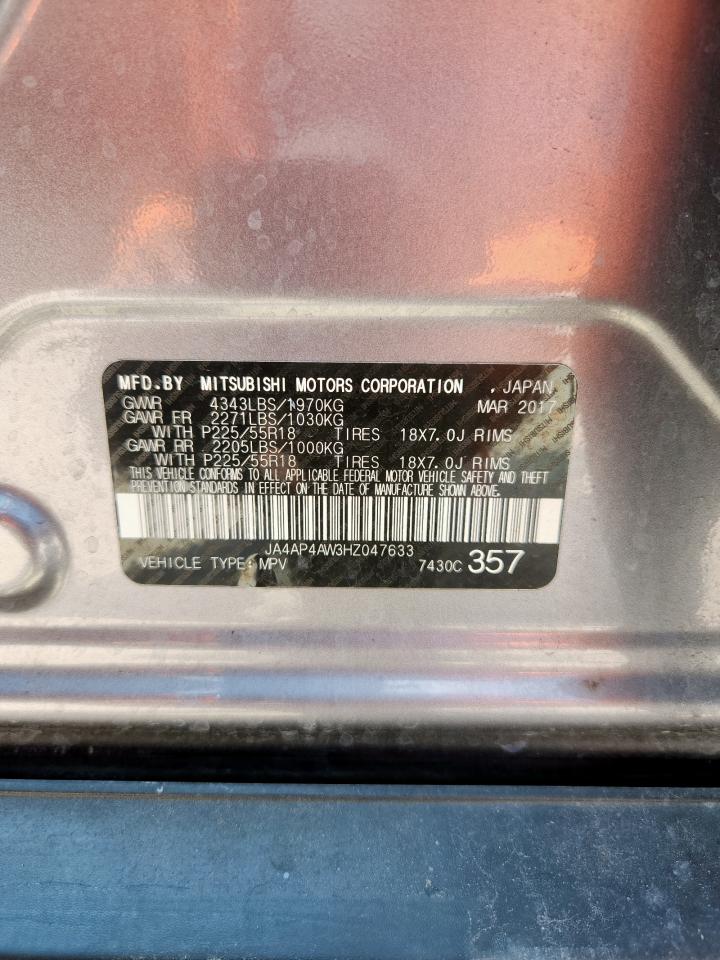 MFD.BY MITSUBISHI MOTORS CORPORATION , JAPAN
GVWR 4343LBS/1970KG MAR 2017
GAWR FR 2271LBS/1030KG
WITH P225/55R18 TIRES 18X7.0J RIMS
GAWR RR 2205LBS/1000KG
WITH P225/55R18 TIRES 18X7.0J RIMS
THIS VEHICLE CONFORMS TO ALL APPLICABLE FEDERAL MOTOR VEHICLE SAFETY AND THEFT
PREVENTION STANDARDS IN EFFECT ON THE DATE OF MANUFACTURE SHOWN ABOVE.
JA4AP4AW3HZ047633
VEHICLE TYPE: MPV 7430C 357